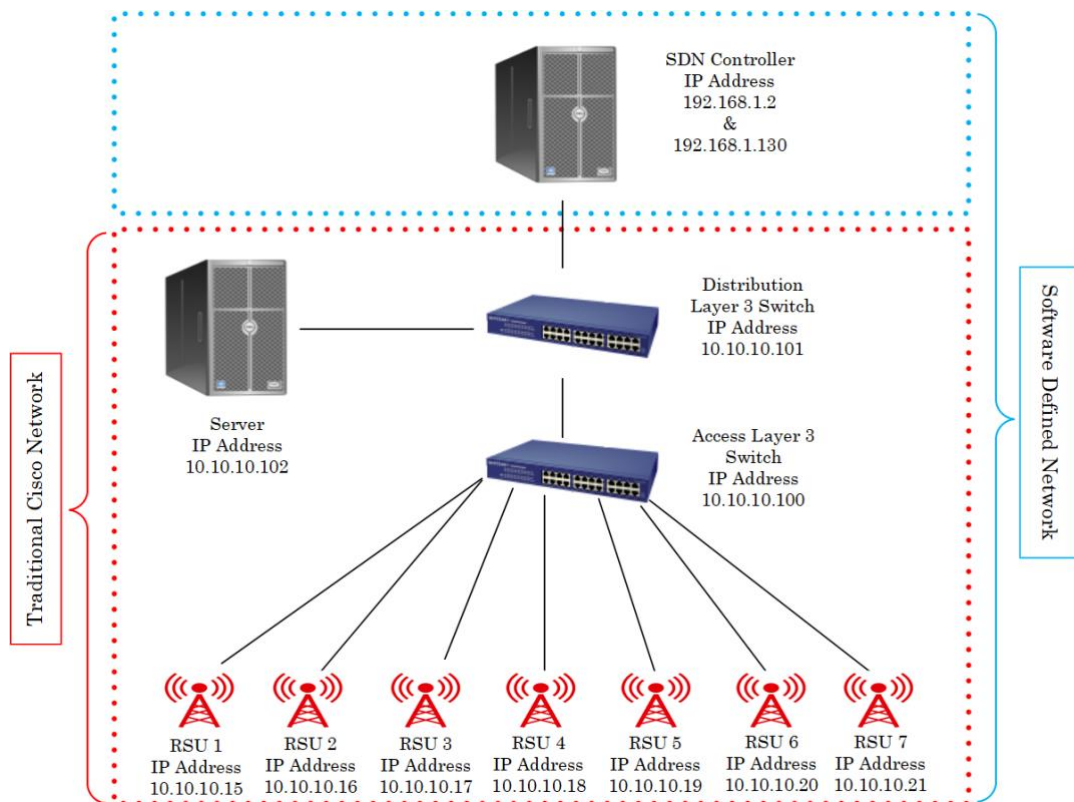 SDN Controller
IP Address
192.168.1.2
&
192.168.1.130
Distribution
Layer 3 Switch
IP Address
10.10.10.101
Server
IP Address
10.10.10.102
Access Layer 3
Switch
IP Address
10.10.10.100
Traditional Cisco Network
Software Defined Network
RSU 1
IP Address
10.10.10.15
RSU 2
IP Address
10.10.10.16
RSU 3
IP Address
10.10.10.17
RSU 4
IP Address
10.10.10.18
RSU 5
IP Address
10.10.10.19
RSU 6
IP Address
10.10.10.20
RSU 7
IP Address
10.10.10.21